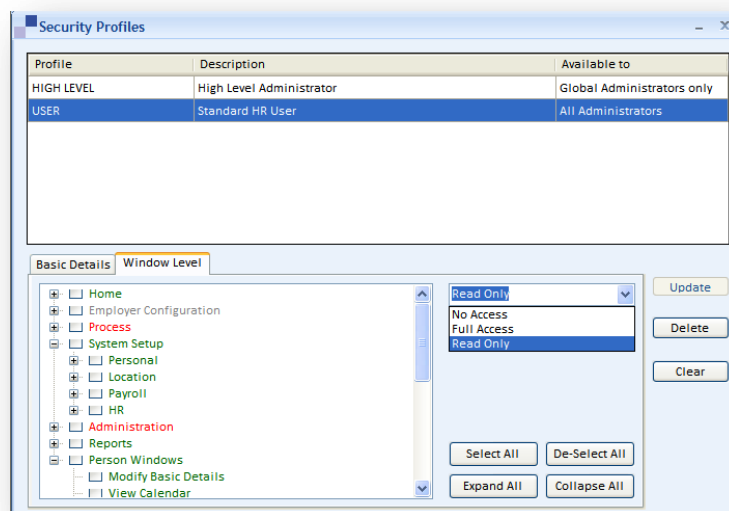 Security Profiles
Profile Description Available to
HIGH LEVEL High Level Administrator Global Administrators only
USER Standard HR User All Administrators
Basic Details Window Level
Home
Employer Configuration
Process
System Setup
Personal
Location
Payroll
HR
Administration
Reports
Person Windows
Modify Basic Details
View Calendar
Read Only
No Access
Full Access
Read Only
Select All De-Select All
Expand All Collapse All
Update
Delete
Clear